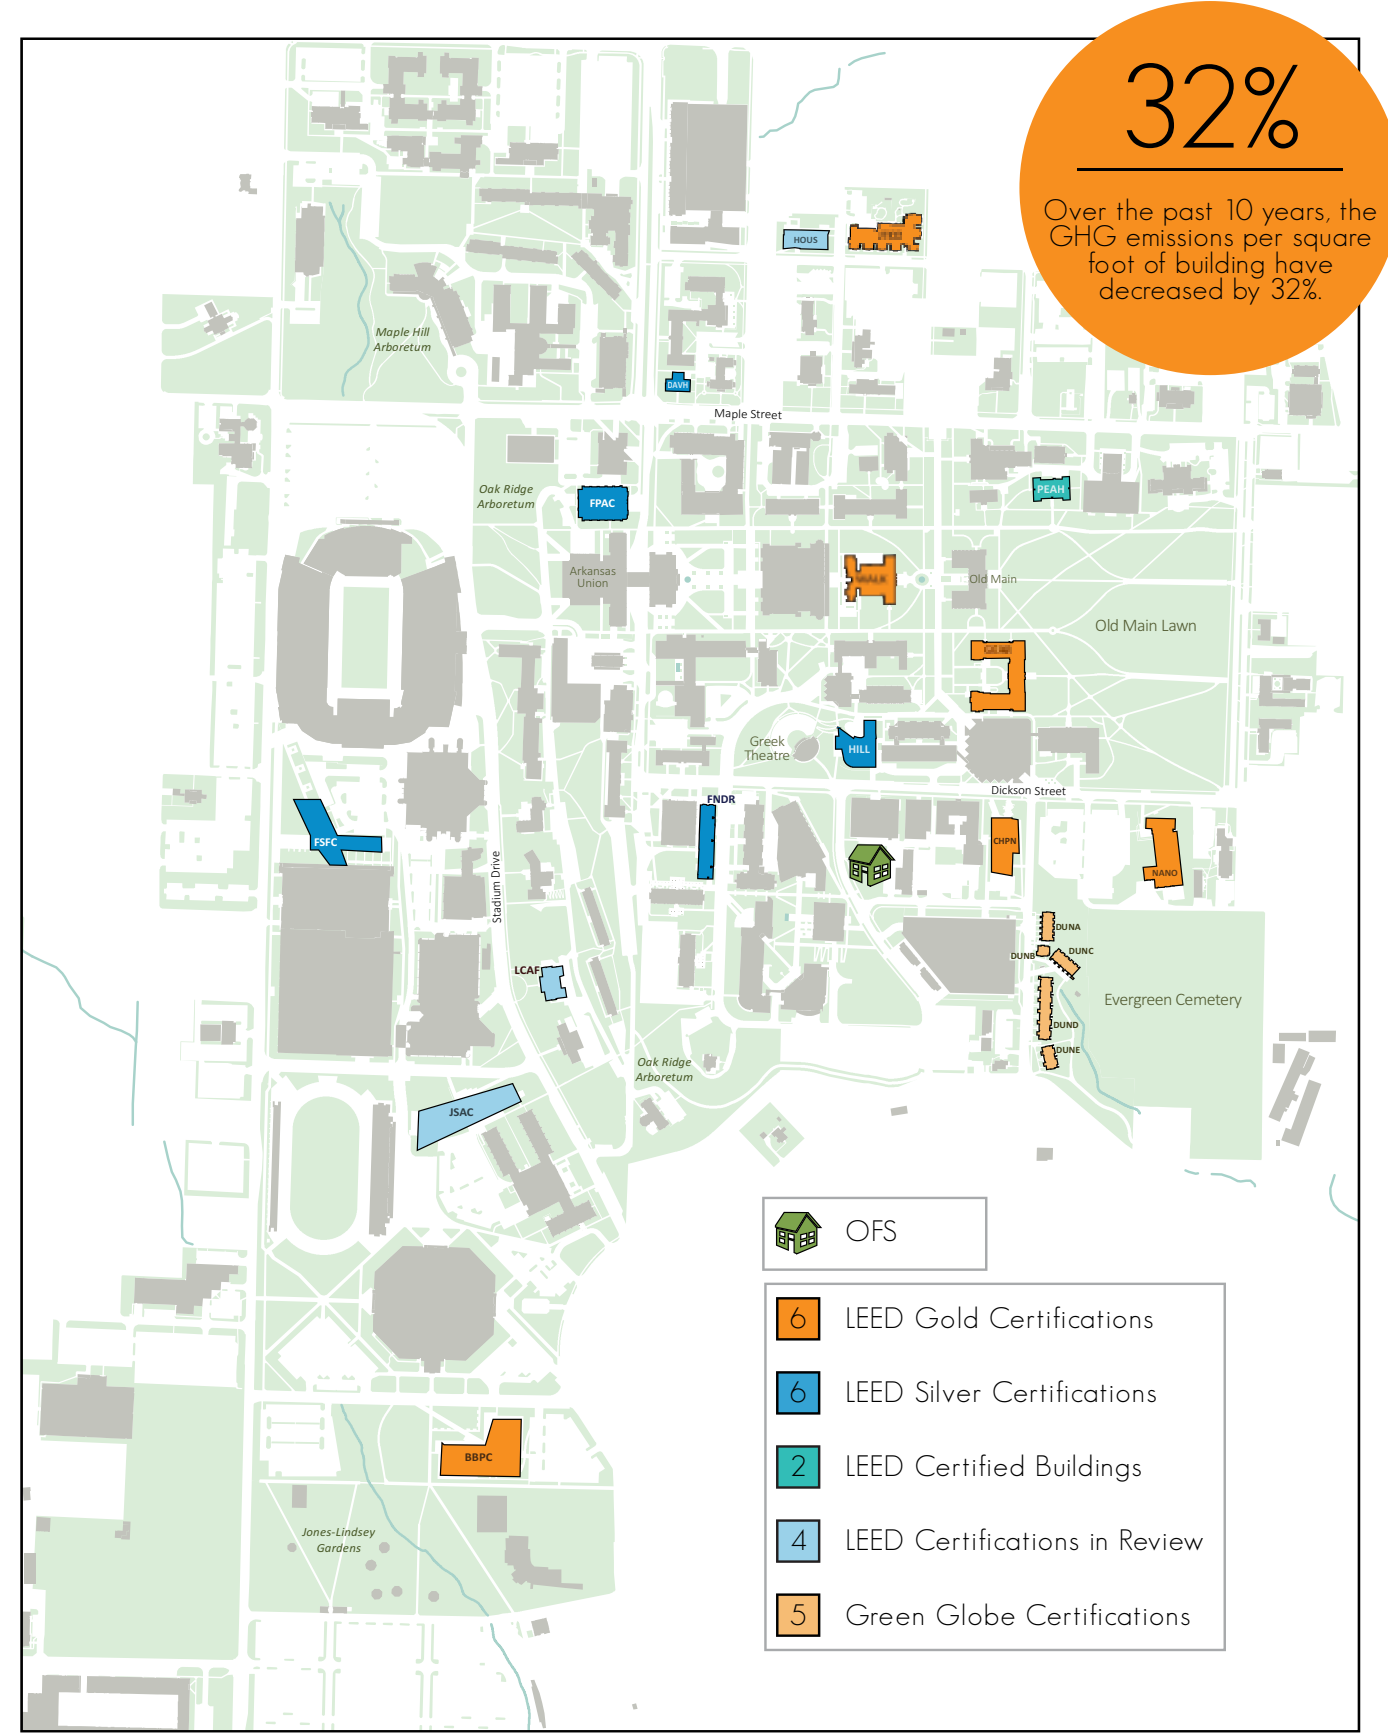 32%
Over the past 10 years, the
GHG emissions per square
foot of building have
decreased by 32%.
HOUS
Maple Hill
Arboretum
DAVH
Maple Street
Oak Ridge
Arboretum
FPAC
PEAH
Arkansas
Union
WALK
Old Main
Old Main Lawn
Greek
Theatre
HILL
Dickson Street
FNDR
FSFC
CHPN
NANO
Stadium Drive
DUNA
DUNB
DUNC
LCAF
Evergreen Cemetery
DUND
DUNE
Oak Ridge
Arboretum
JSAC
OFS
6 LEED Gold Certifications
6 LEED Silver Certifications
2 LEED Certified Buildings
4 LEED Certifications in Review
5 Green Globe Certifications
BBPC
Jones-Lindsey
Gardens